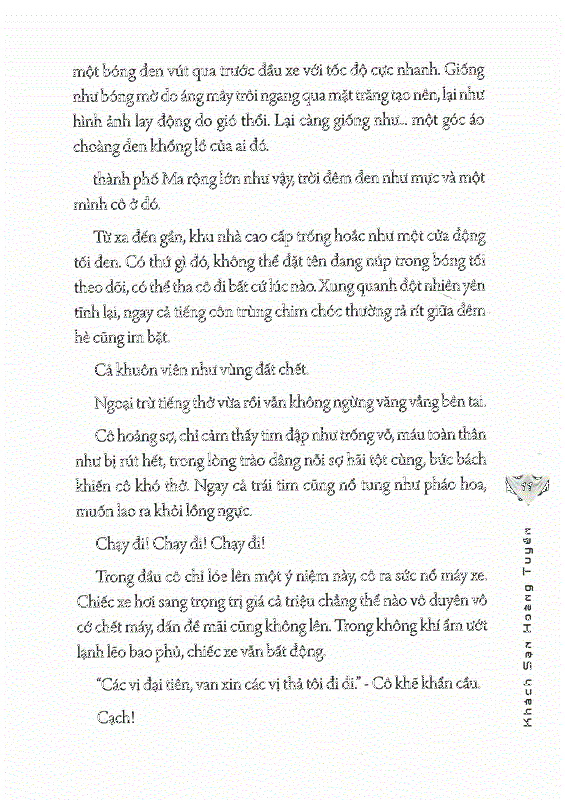 một bóng đen vút qua trước đầu xe với tốc độ cực nhanh. Giống
như bóng mờ do áng mây trôi ngang qua mặt trăng tạo nên, lại như
hình ảnh lay động do gió thổi. Lại càng giống như... một góc áo
choàng đen khổng lồ của ai đó.
thành phố Ma rộng lớn như vậy, trời đêm đen như mực và một
mình cô ở đó.
Từ xa đến gần, khu nhà cao cấp trống hoác như một cửa động
tối đen. Có thứ gì đó, không thể đặt tên đang núp trong bóng tối
theo dõi, có thể tha cô đi bất cứ lúc nào. Xung quanh đột nhiên yên
tĩnh lại, ngay cả tiếng côn trùng chim chóc thường rả rít giữa đêm
hè cũng im bặt.
Cả khuôn viên như vùng đất chết.
Ngoại trừ tiếng thở vừa rồi vẫn không ngừng văng vẳng bên tai.
Cô hoảng sợ, chỉ cảm thấy tim đập như trống vỗ, máu toàn thân
như bị rút hết, trong lòng trào dâng nỗi sợ hãi tột cùng, bức bách
khiến cô khó thở. Ngay cả trái tim cũng nổ tung như pháo hoa,
muốn lao ra khỏi lồng ngực.
Chạy đi! Chạy đi! Chạy đi!
Trong đầu cô chỉ lóe lên một ý niệm này, cô ra sức nổ máy xe.
Chiếc xe hơi sang trọng trị giá cả triệu chẳng thể nào vô duyên vô
cớ chết máy, dẫn đề mãi cũng không lên. Trong không khí ẩm ướt
lạnh lẽo bao phủ, chiếc xe vẫn bất động.
"Các vị đại tiên, van xin các vị thả tôi đi đi." - Cô khẽ khẩn cầu.
Cạch!
Khách Sạn Hoàng Tuyền